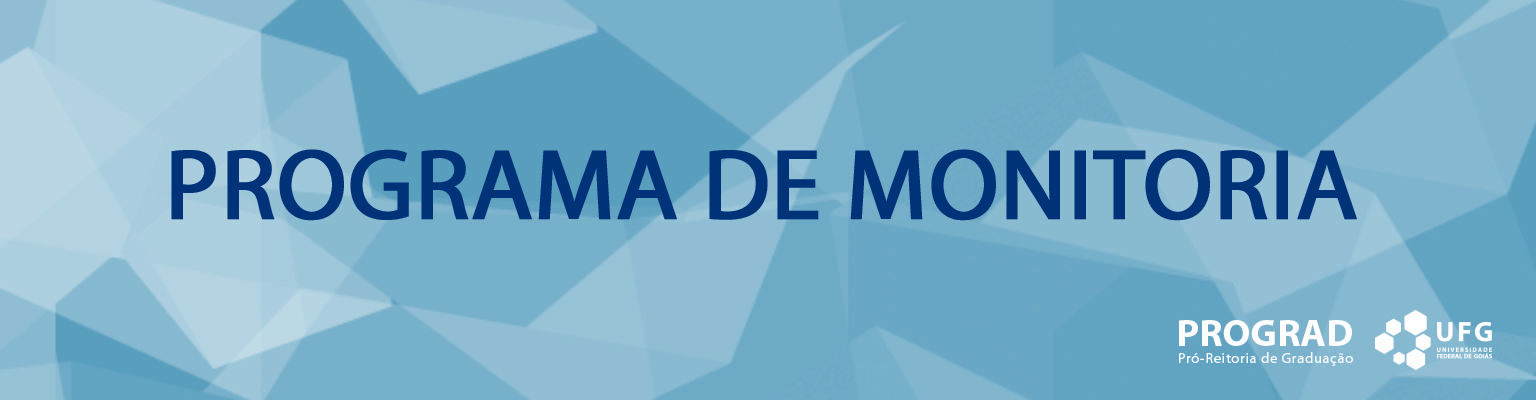 PROGRAMA DE MONITORIA
PROGRAD
Pró-Reitoria de Graduação
UFG
UNIVERSIDADE
FEDERAL DE GOIÁS